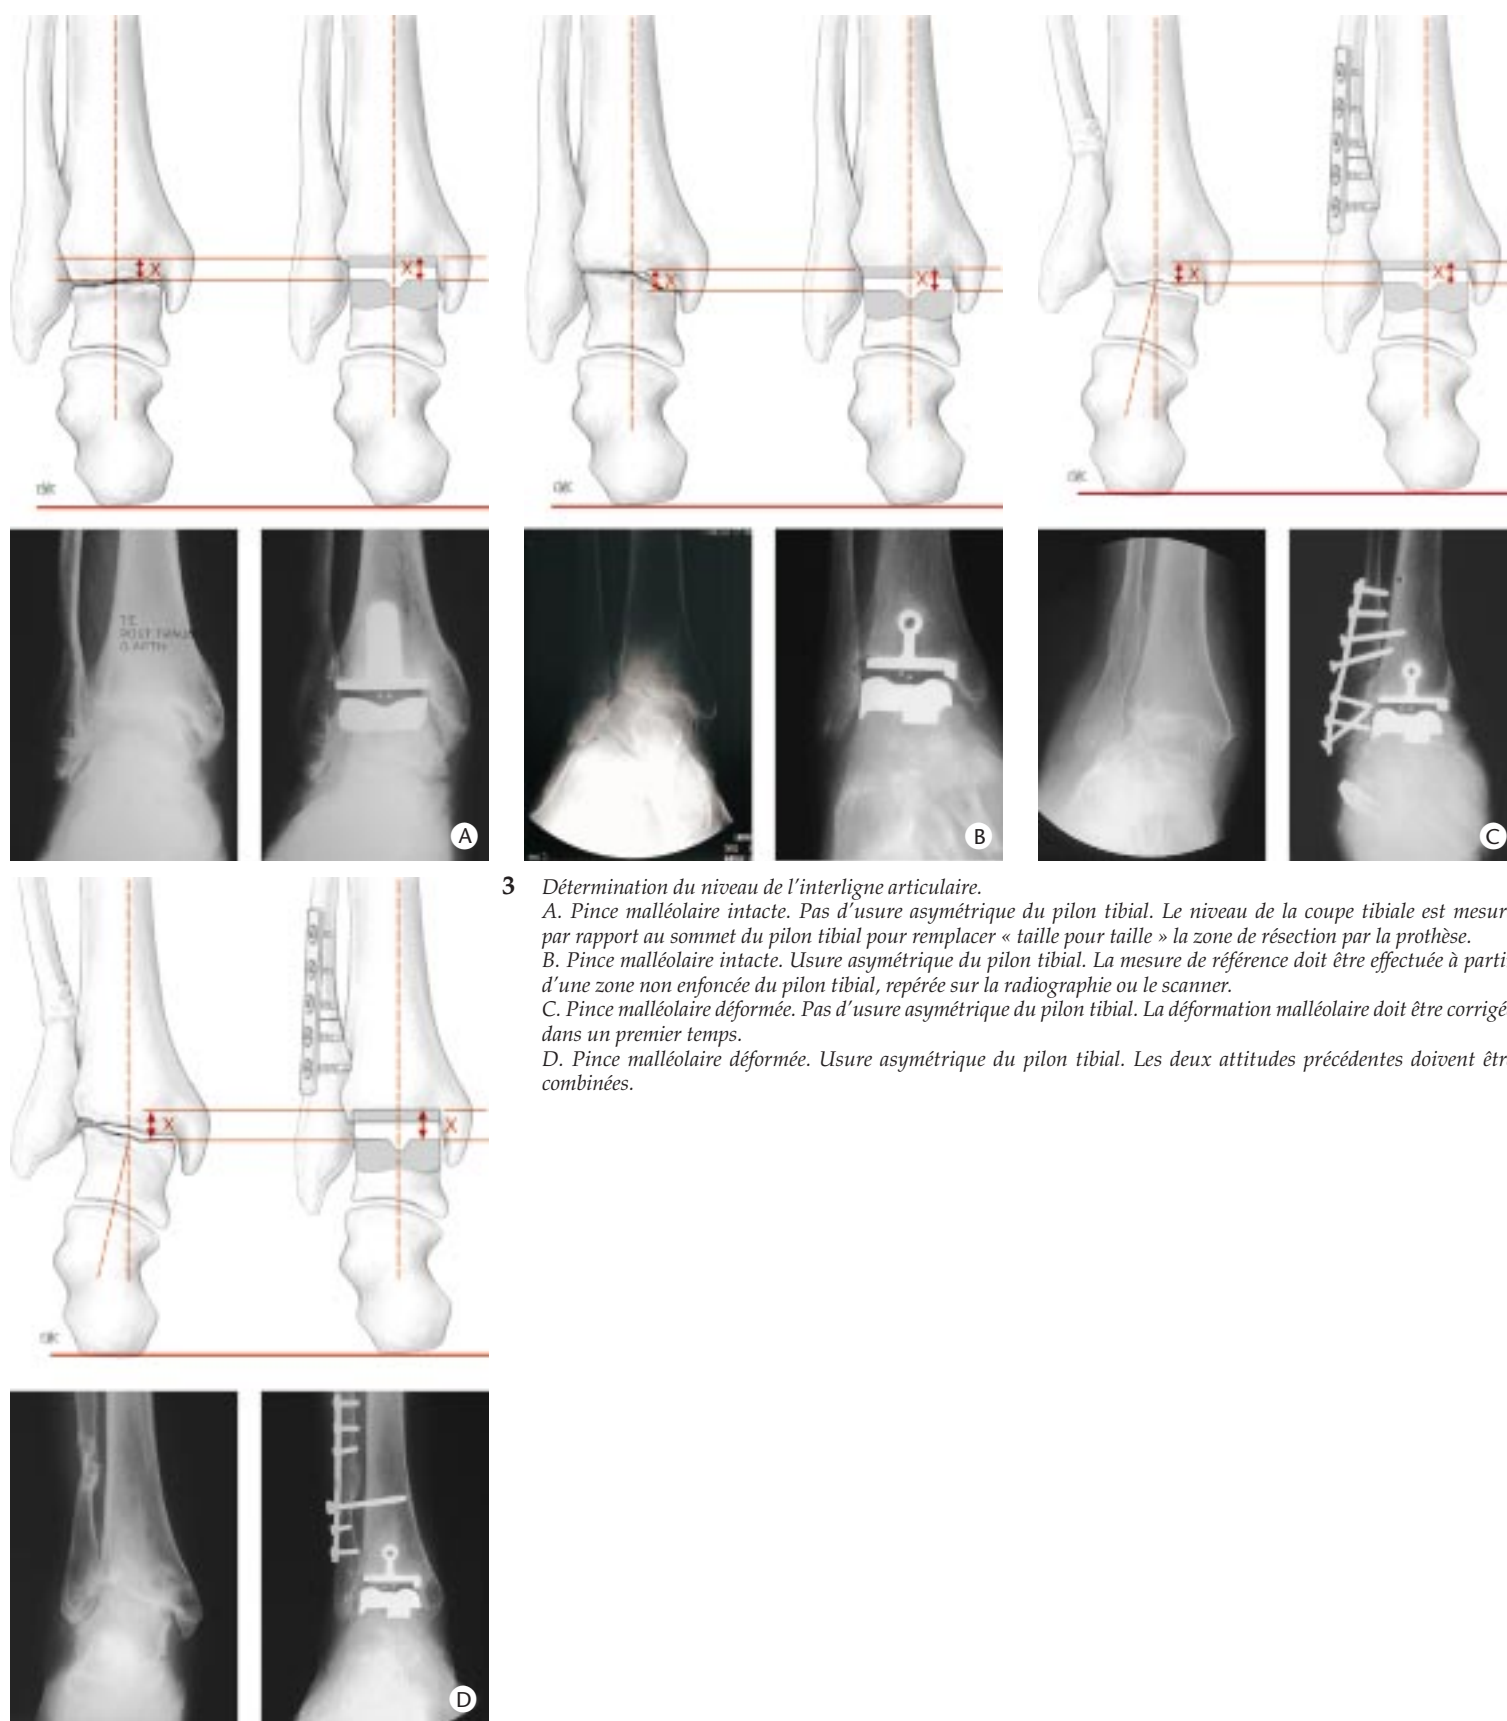 X
X
X
X
X
X
A
B
C
3 Détermination du niveau de l'interligne articulaire.
A. Pince malléolaire intacte. Pas d'usure asymétrique du pilon tibial. Le niveau de la coupe tibiale est mesur
par rapport au sommet du pilon tibial pour remplacer « taille pour taille » la zone de résection par la prothèse.
B. Pince malléolaire intacte. Usure asymétrique du pilon tibial. La mesure de référence doit être effectuée à parti
d'une zone non enfoncée du pilon tibial, repérée sur la radiographie ou le scanner.
C. Pince malléolaire déformée. Pas d'usure asymétrique du pilon tibial. La déformation malléolaire doit être corrigé
dans un premier temps.
D. Pince malléolaire déformée. Usure asymétrique du pilon tibial. Les deux attitudes précédentes doivent êtr
combinées.
X
X
D